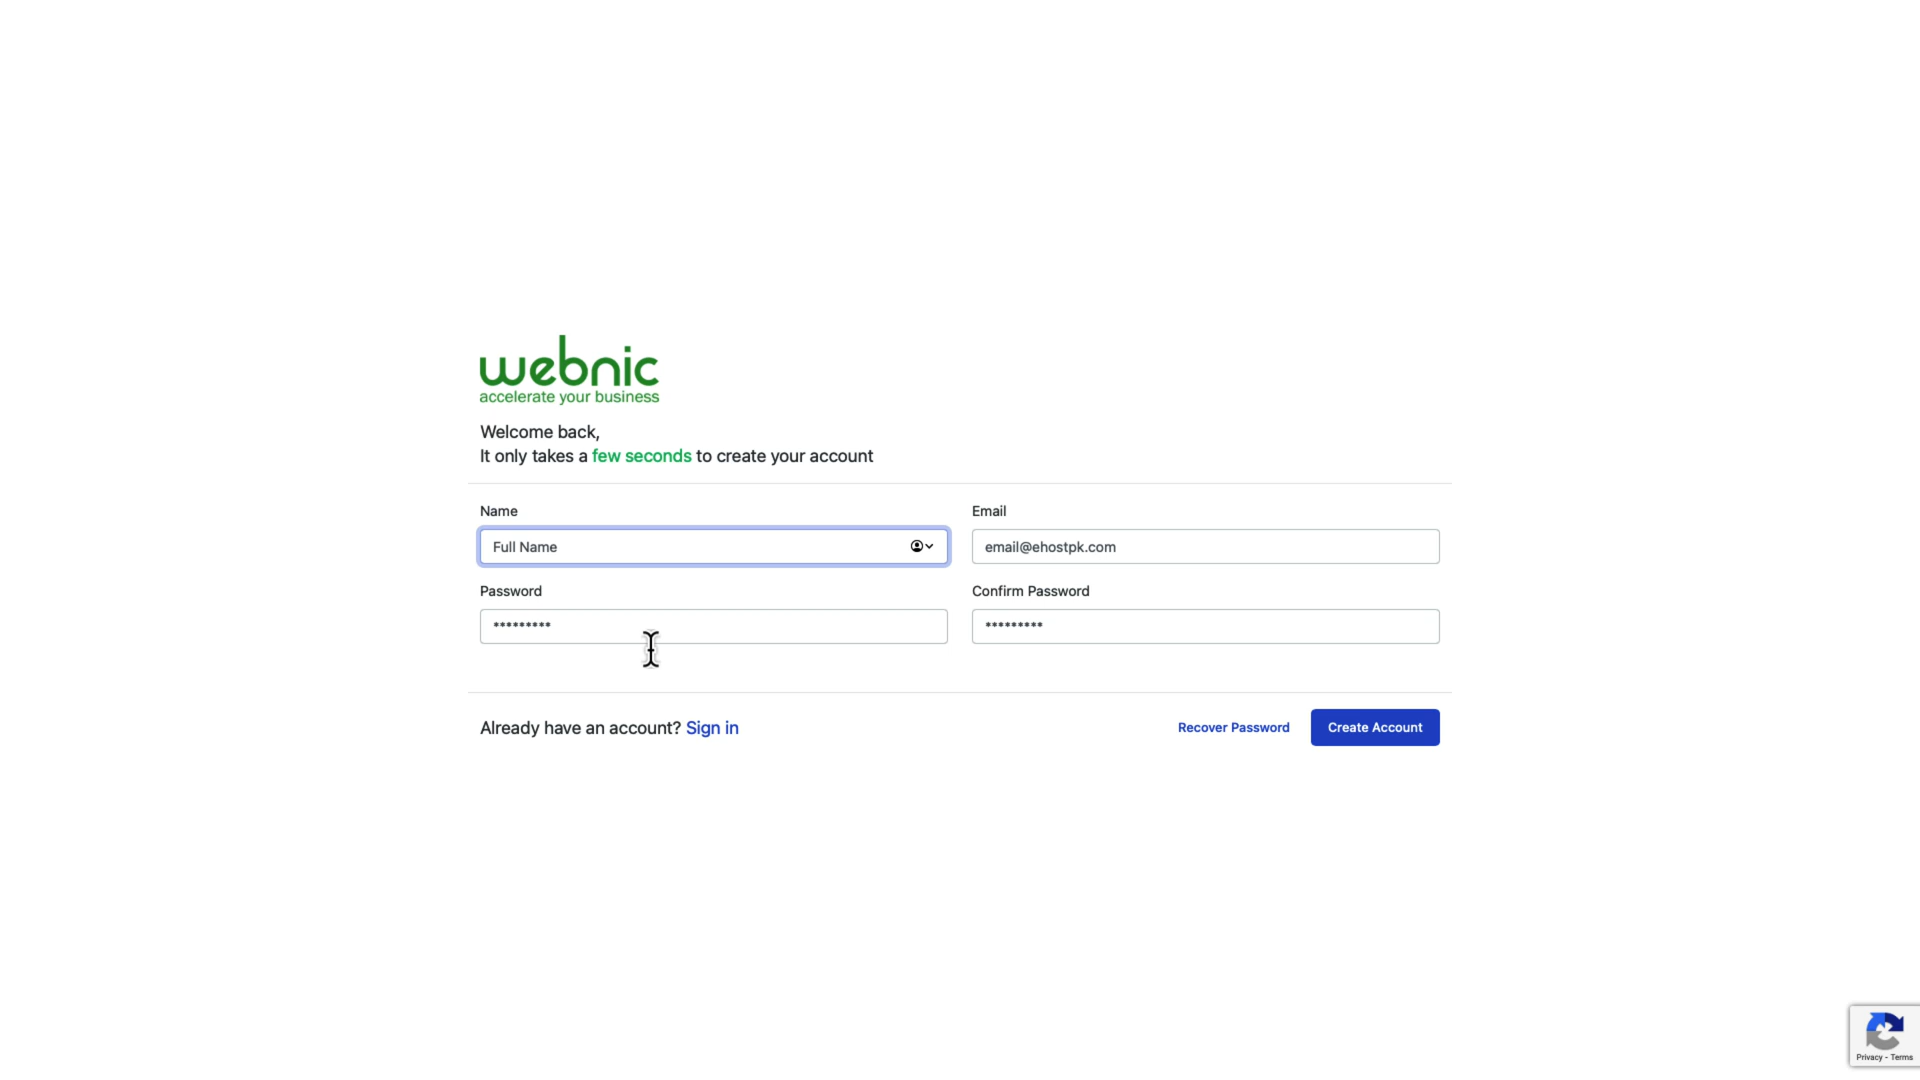 webnic
accelerate your business
Welcome back,
It only takes a few seconds to create your account
Name
Email
Full Name
email@ehostpk.com
Password
Confirm Password
*********
*********
Already have an account? Sign in
Recover Password
Create Account
Privacy - Terms